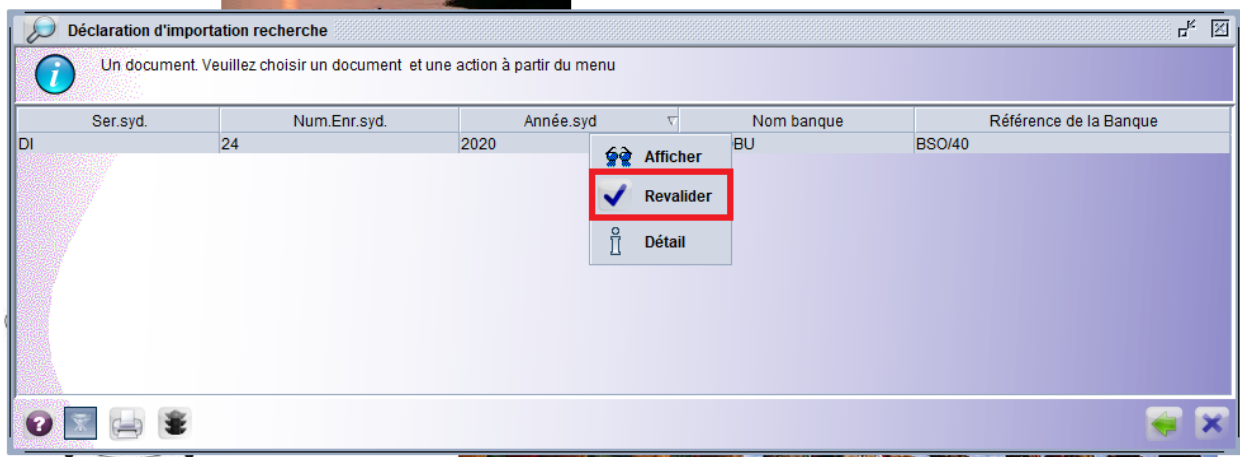 Déclaration d'importation recherche
Un document. Veuillez choisir un document et une action à partir du menu
Ser.syd. Num.Enr.syd. Année.syd Nom banque Référence de la Banque
DI 24 2020 BU BSO/40
Afficher
Revalider
Détail